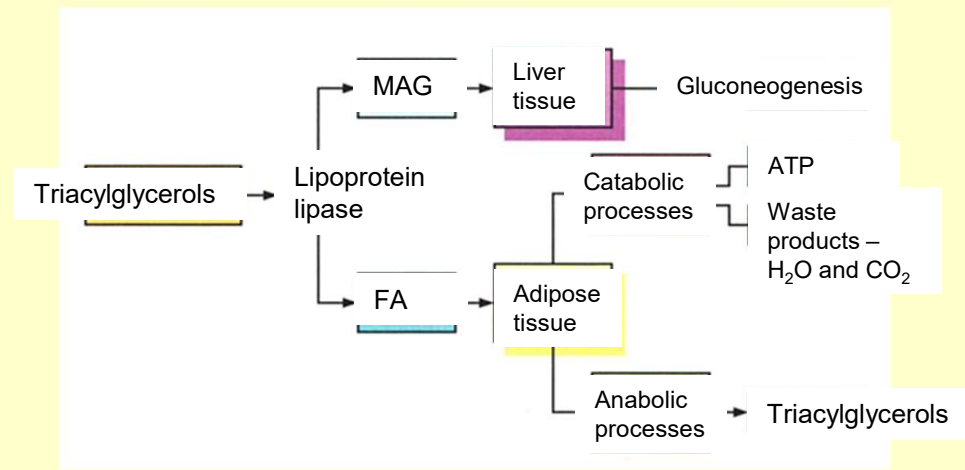 MAG
Liver
tissue
Gluconeogenesis
Triacylglycerols
Lipoprotein
lipase
Catabolic
processes
ATP
Waste
products –
H₂O and CO₂
FA
Adipose
tissue
Anabolic
processes
Triacylglycerols